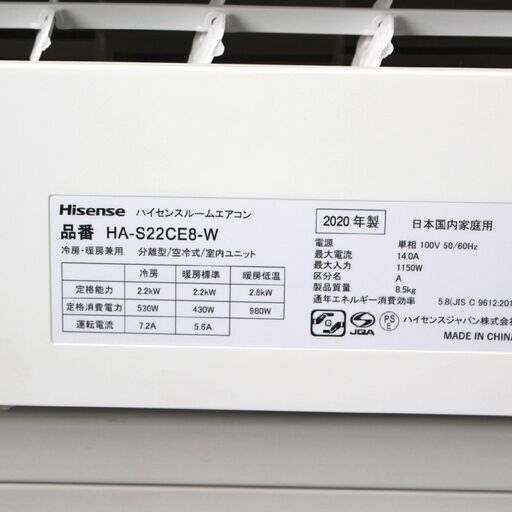 Hisense ハイセンスルームエアコン
品番 HA-S22CE8-W
冷房・暖房兼用 分離型/空冷式/室内ユニット
冷房 暖房標準 暖房低温
定格能力 2.2kW 2.2kW 2.8kW
定格消費電力 530W 430W 980W
運転電流 7.2A 5.6A
2020年製 日本国内家庭用
電源 単相 100V 50/60Hz
最大電流 14.0A
最大入力 1150W
区分名 A
製品質量 8.5kg
通年エネルギー消費効率 5.8(JIS C 9612:201
G JQA PS E ハイセンスジャパン株式会
MADE IN CHINA